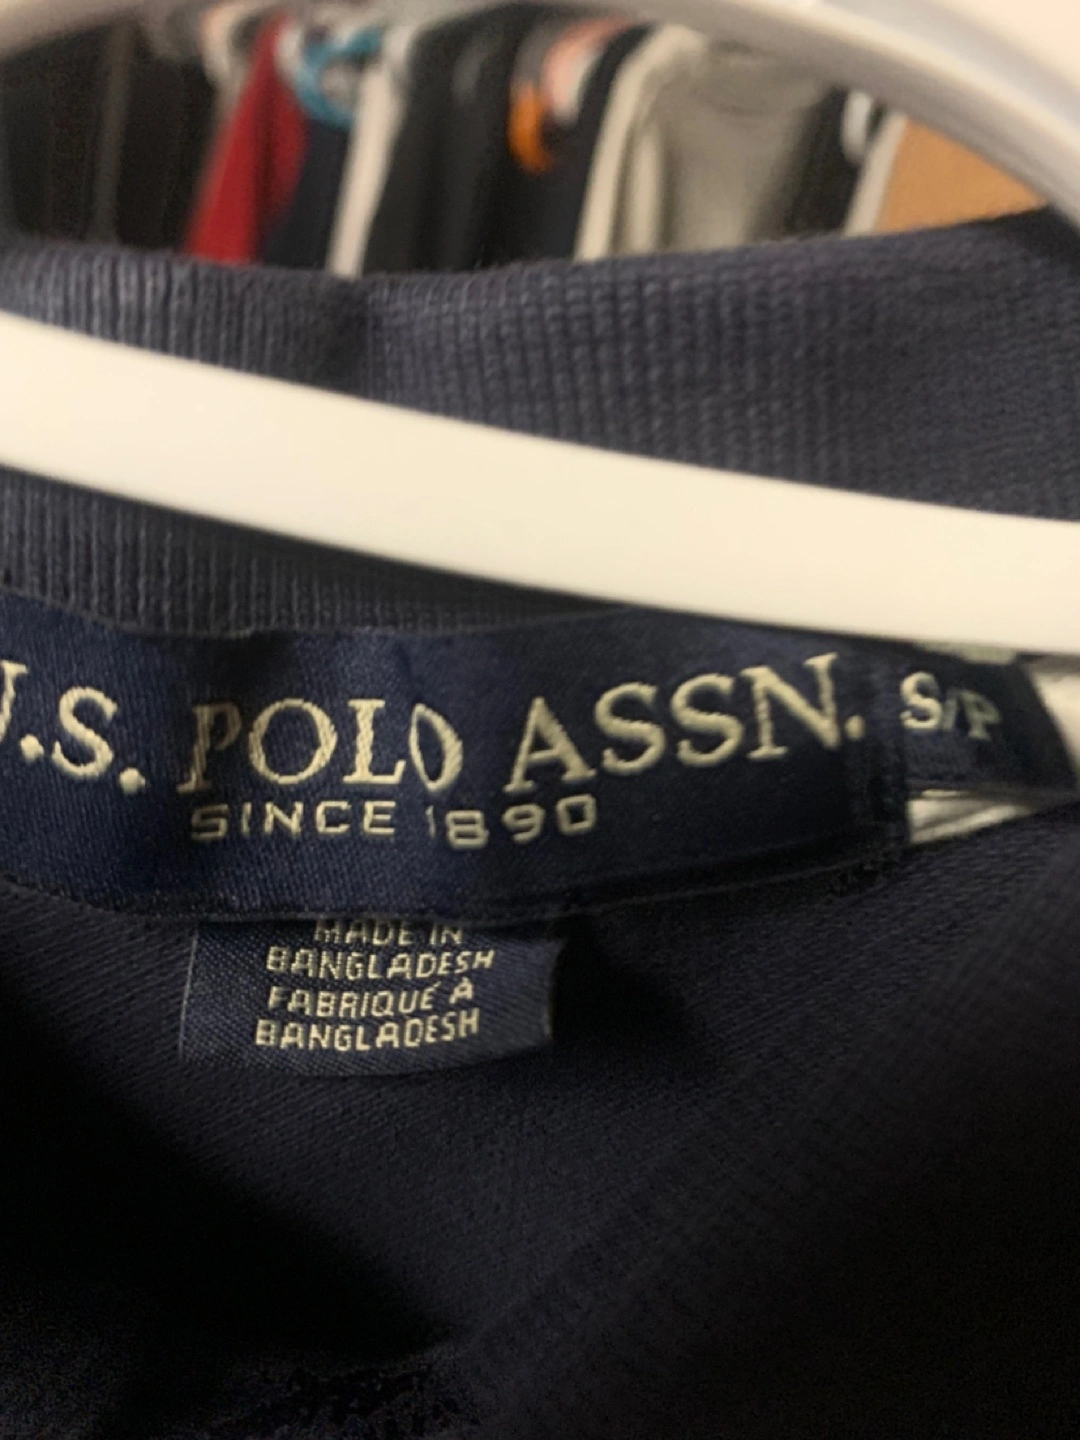 U.S. POLO ASSN.
S/P
SINCE 1890
MADE IN
BANGLADESH
FABRIQUÉ À
BANGLADESH